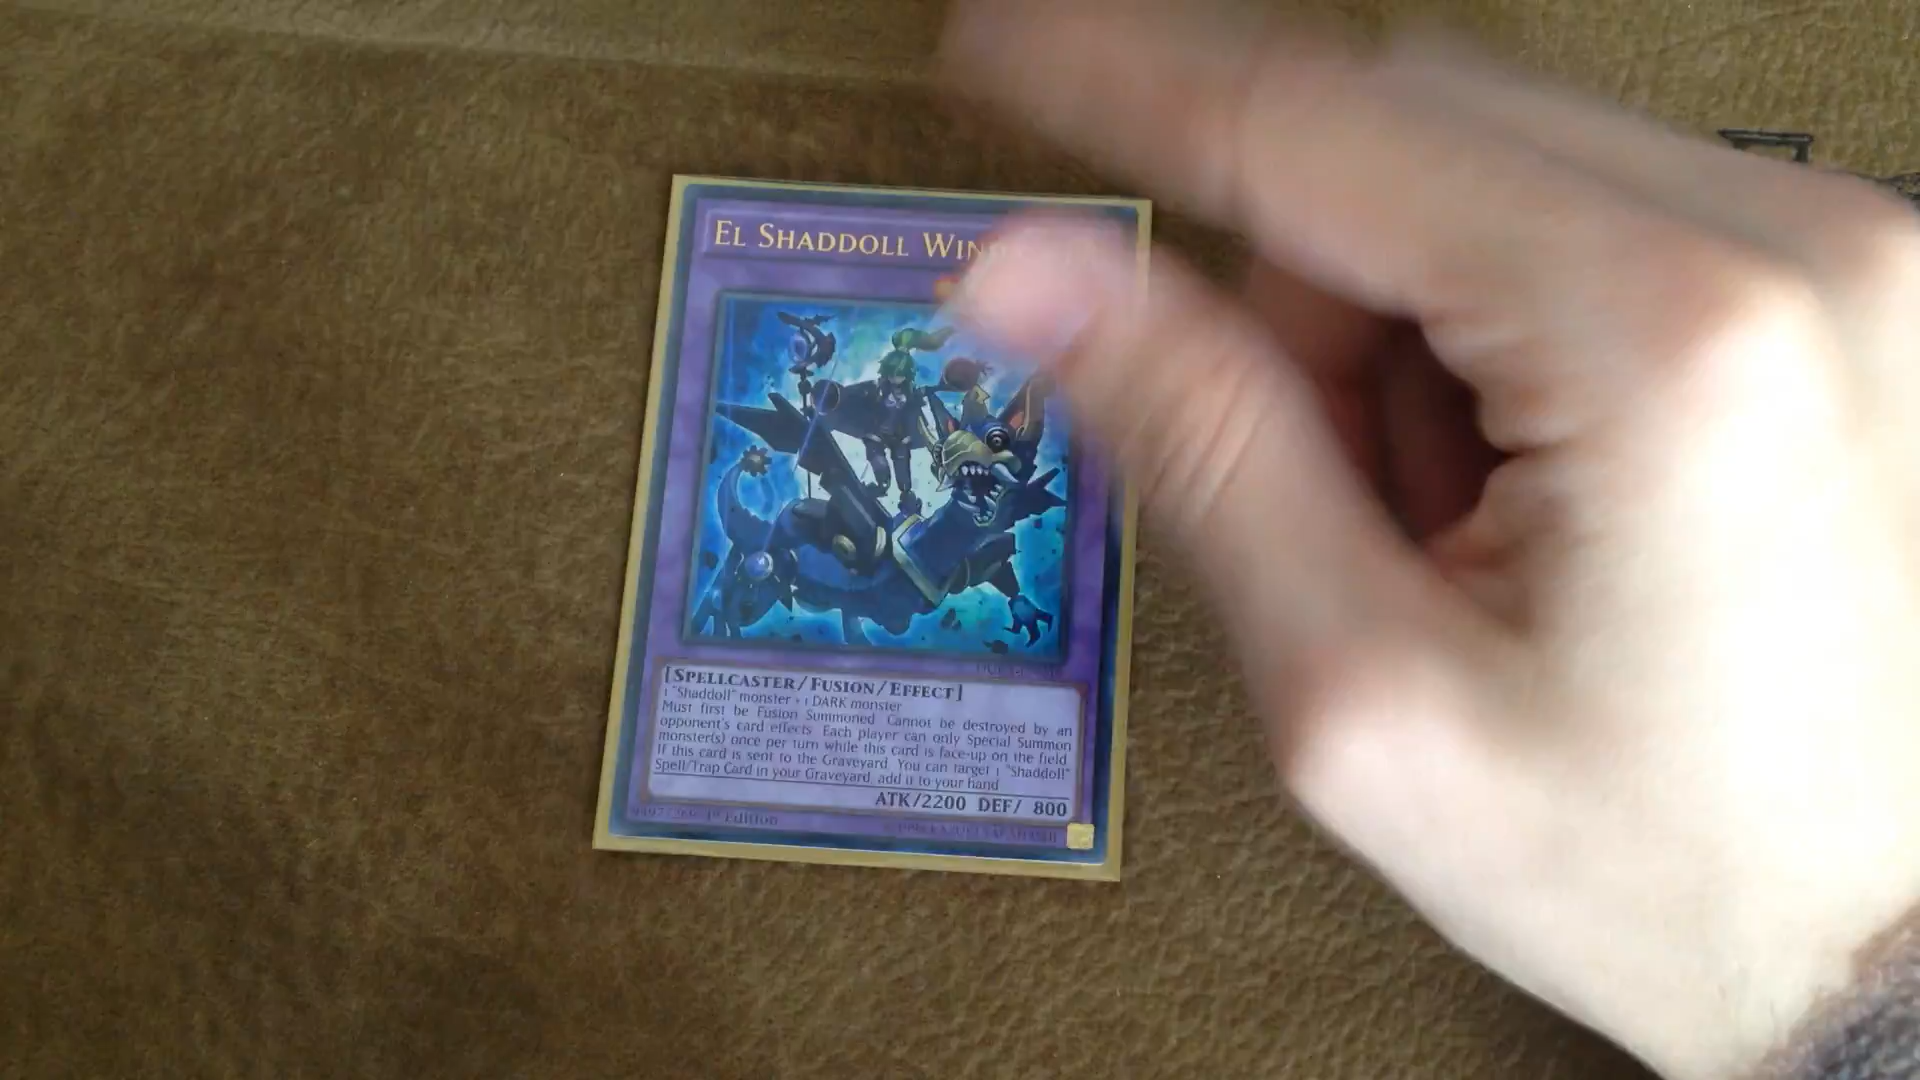 El Shaddoll
[Spellcaster/Fusion/Effect]
1 "Shaddoll" monster + 1 DARK monster
Must first be Fusion Summoned. Cannot be destroyed by an
opponent's card effects. Each player can only Special Summon
monster(s) once per turn while this card is face-up on the field.
If this card is sent to the Graveyard: You can target 1 "Shaddoll"
Spell/Trap Card in your Graveyard; add it to your hand.
ATK/2200 DEF/ 800
1st Edition